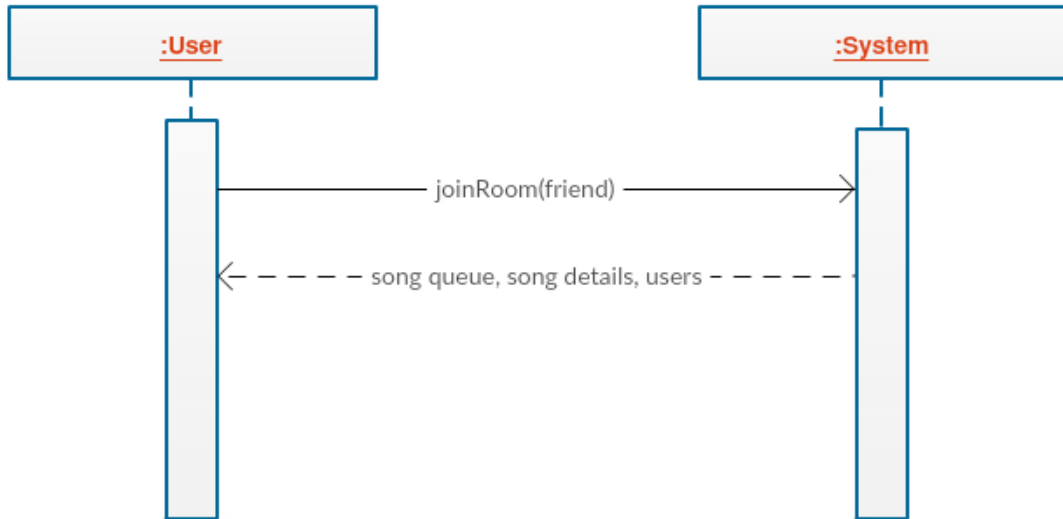 :User
:System
joinRoom(friend)
song queue, song details, users